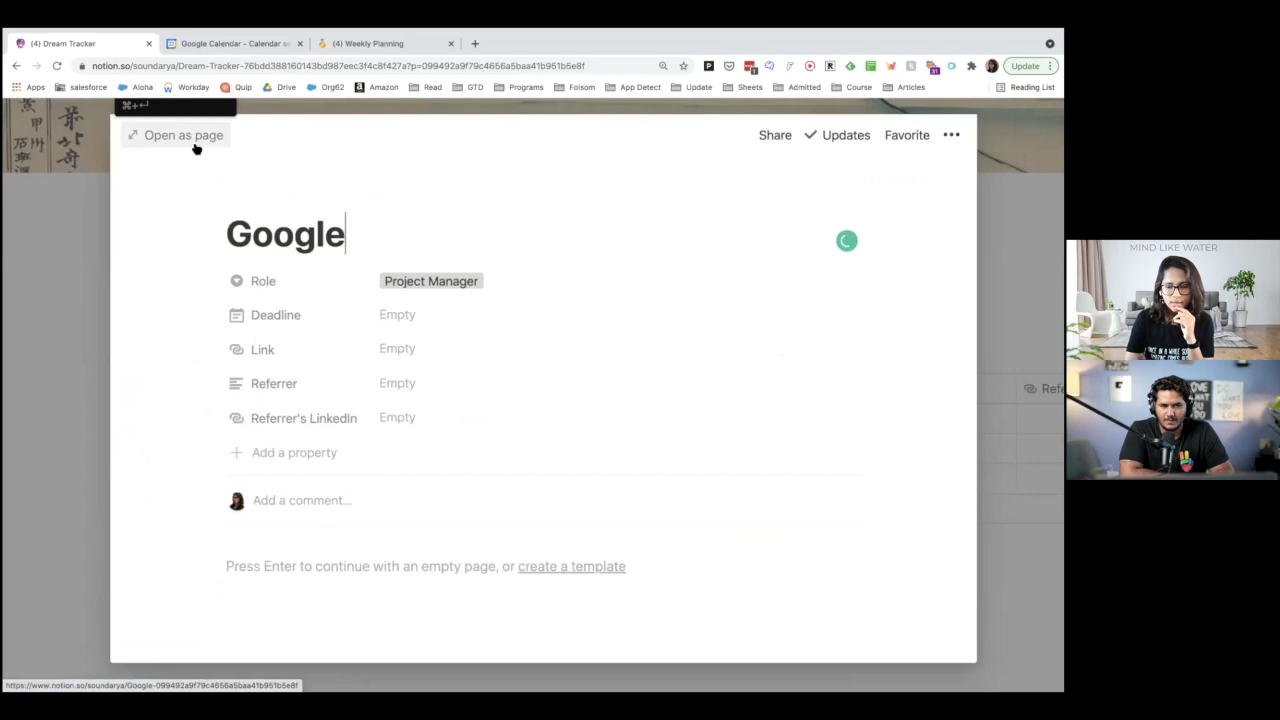 (4) Dream Tracker
Google Calendar - Calendar se
(4) Weekly Planning
notion.so/soundarya/Dream-Tracker-76bdd388160143bd987eec3f4c8f427a?p=099492a9f79c4656a5baa41b951b5e8f
Update
Apps
salesforce
Aloha
Workday
Quip
Drive
Org62
Amazon
Read
GTD
Programs
Folsom
App Detect
Update
Sheets
Admitted
Course
Articles
Reading List
⌘+↵
Open as page
Share
Updates
Favorite
Google
Role
Project Manager
Deadline
Empty
Link
Empty
Referrer
Empty
Referrer's LinkedIn
Empty
Add a property
Add a comment...
Press Enter to continue with an empty page, or create a template
https://www.notion.so/soundarya/Google-099492a9f79c4656a5baa41b951b5e8f
Refe
MIND LIKE WATER